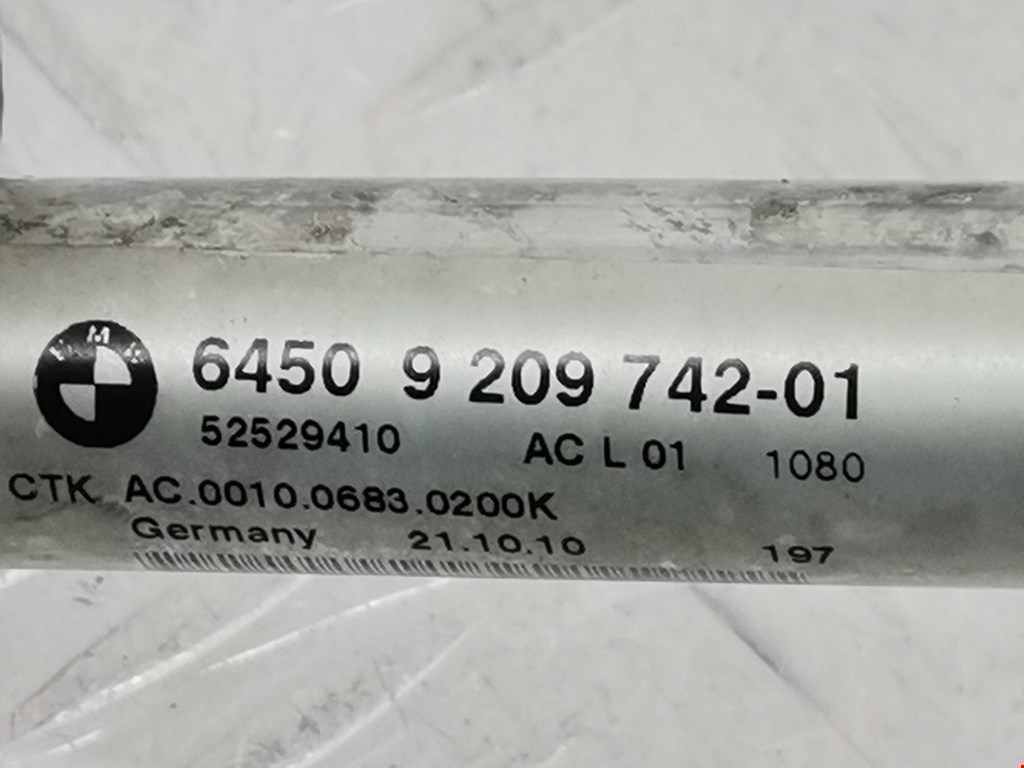 BMW
6450 9 209 742-01
52529410 AC L 01 1080
CTK AC.0010.0683.0200K
Germany 21.10.10 197